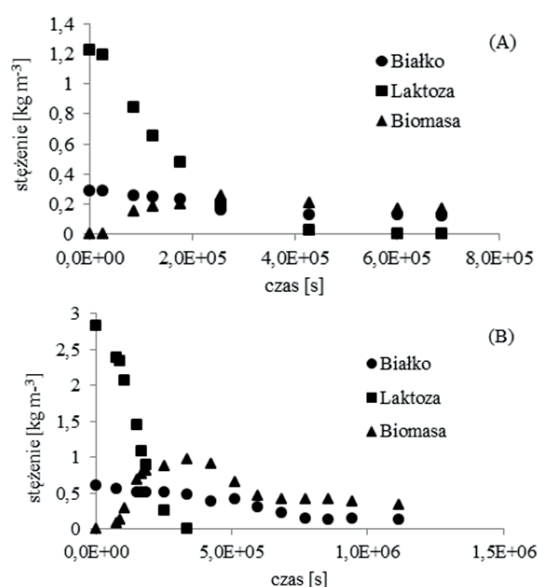 1,4
1,2
1
0,8
0,6
0,4
0,2
0
stężenie [kg m-3]
(A)
Białko
Laktoza
Biomasa
0,0E+00 2,0E+05 4,0E+05 6,0E+05 8,0E+05
czas [s]
3
2,5
2
1,5
1
0,5
0
stężenie [kg m-3]
(B)
Białko
Laktoza
Biomasa
0,0E+00 5,0E+05 1,0E+06 1,5E+06
czas [s]